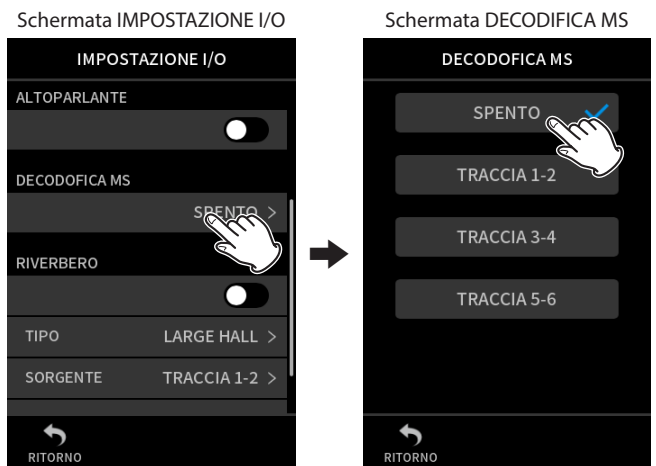 Schermata IMPOSTAZIONE I/O
IMPOSTAZIONE I/O
ALTOPARLANTE
DECODOFICA MS
SPENTO >
RIVERBERO
TIPO LARGE HALL >
SORGENTE TRACCIA 1-2 >
RITORNO
Schermata DECODIFICA MS
DECODOFICA MS
SPENTO
TRACCIA 1-2
TRACCIA 3-4
TRACCIA 5-6
RITORNO